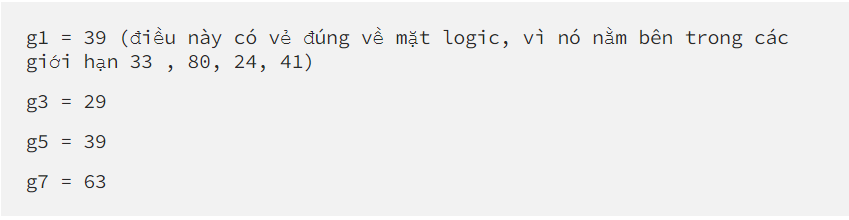 g1 = 39 (điều này có vẻ đúng về mặt logic, vì nó nằm bên trong các
giới hạn 33 , 80, 24, 41)
g3 = 29
g5 = 39
g7 = 63